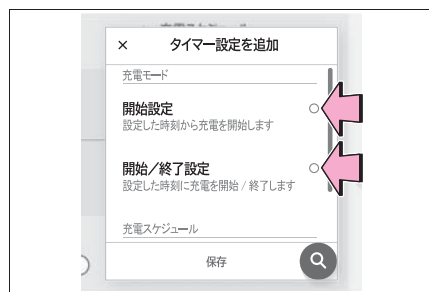 タイマー設定を追加
充電モード
開始設定
設定した時刻から充電を開始します
開始／終了設定
設定した時刻に充電を開始 / 終了します
充電スケジュール
保存